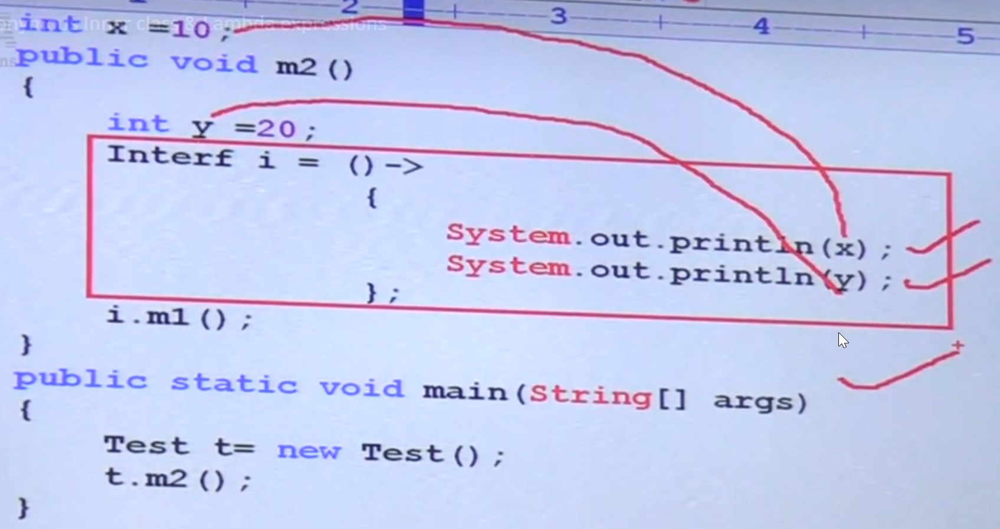 2 3 4 5
Anonymous Inner class & Lambda expressions
int x =10;
public void m2()
{
int y =20;
Interf i = ()->
{
System.out.println(x);
System.out.println(y);
};
i.m1();
}
public static void main(String[] args)
{
Test t= new Test();
t.m2();
}